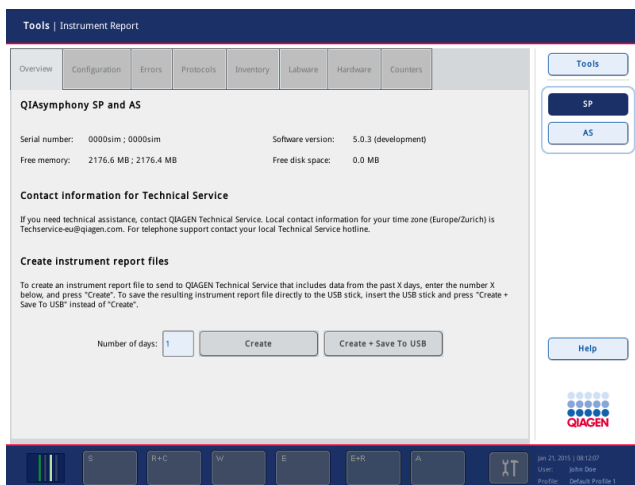 Tools | Instrument Report
Overview Configuration Errors Protocols Inventory Labware Hardware Counters
Tools
SP
AS
QIAsymphony SP and AS
Serial number: 0000sim ; 0000sim Software version: 5.0.3 (development)
Free memory: 2176.6 MB ; 2176.4 MB Free disk space: 0.0 MB
Contact information for Technical Service
If you need technical assistance, contact QIAGEN Technical Service. Local contact information for your time zone (Europe/Zurich) is
Techservice-eu@qiagen.com. For telephone support contact your local Technical Service hotline.
Create instrument report files
To create an instrument report file to send to QIAGEN Technical Service that includes data from the past X days, enter the number X
below, and press "Create". To save the resulting instrument report file directly to the USB stick, insert the USB stick and press "Create +
Save To USB" instead of "Create".
Number of days: 1 Create Create + Save To USB
Help
QIAGEN
S R+C W E E+R A
Jan 21, 2015 | 08:12:07
User: John Doe
Profile: Default Profile 1